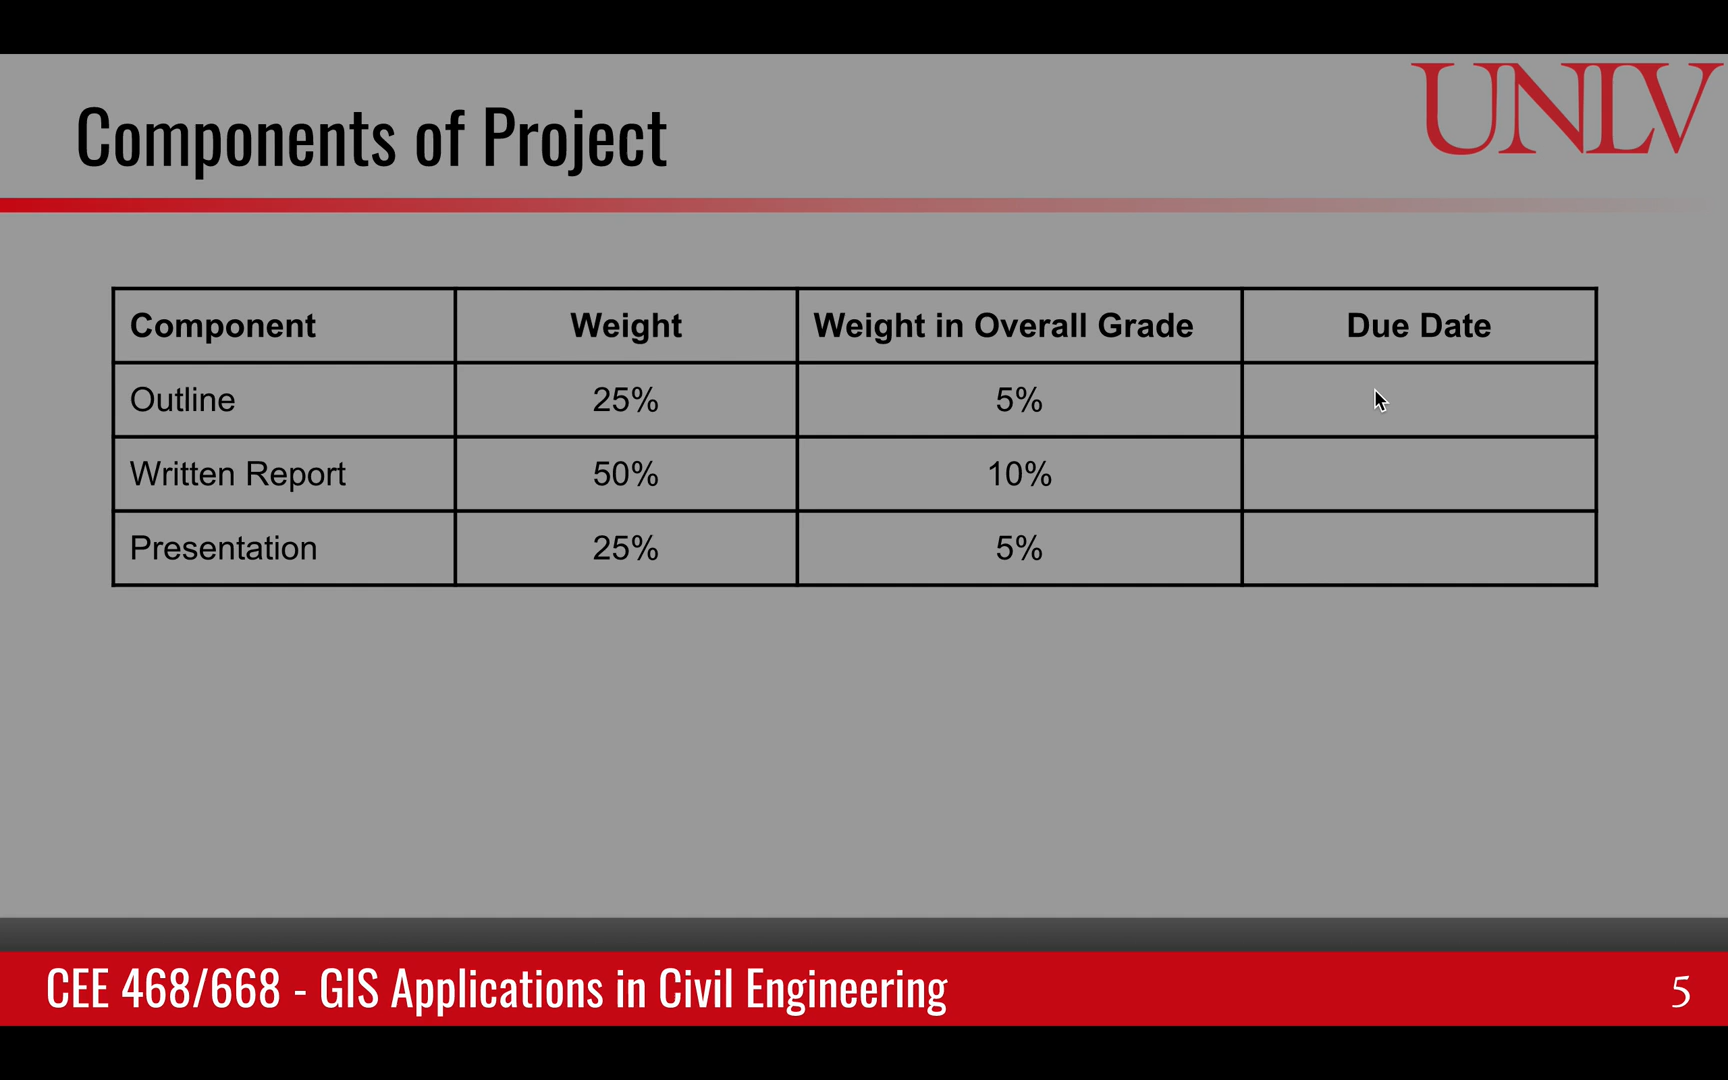 UNLV
Components of Project
Component Weight Weight in Overall Grade Due Date
Outline 25% 5%
Written Report 50% 10%
Presentation 25% 5%
CEE 468/668 - GIS Applications in Civil Engineering 5